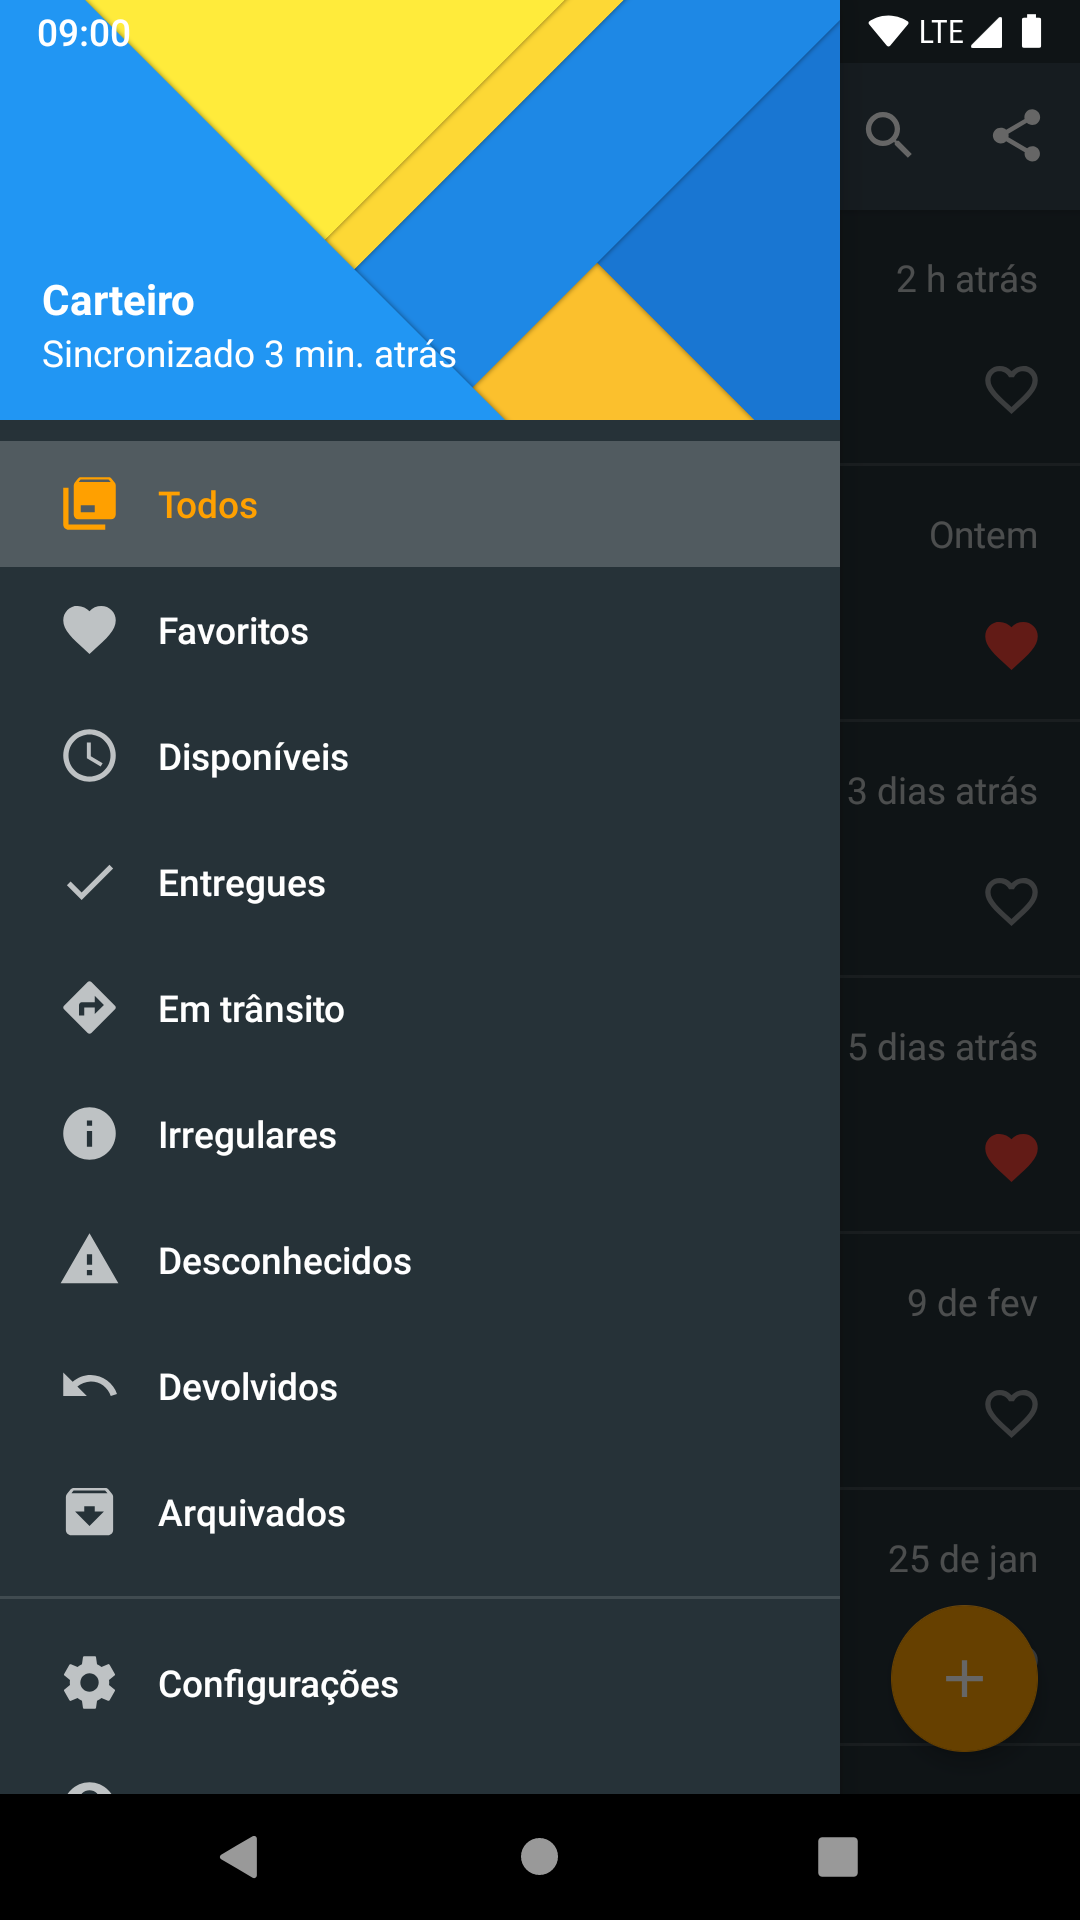 09:00
LTE
Carteiro
Sincronizado 3 min. atrás
Todos
Favoritos
Disponíveis
Entregues
Em trânsito
Irregulares
Desconhecidos
Devolvidos
Arquivados
Configurações
2 h atrás
Ontem
3 dias atrás
5 dias atrás
9 de fev
25 de jan